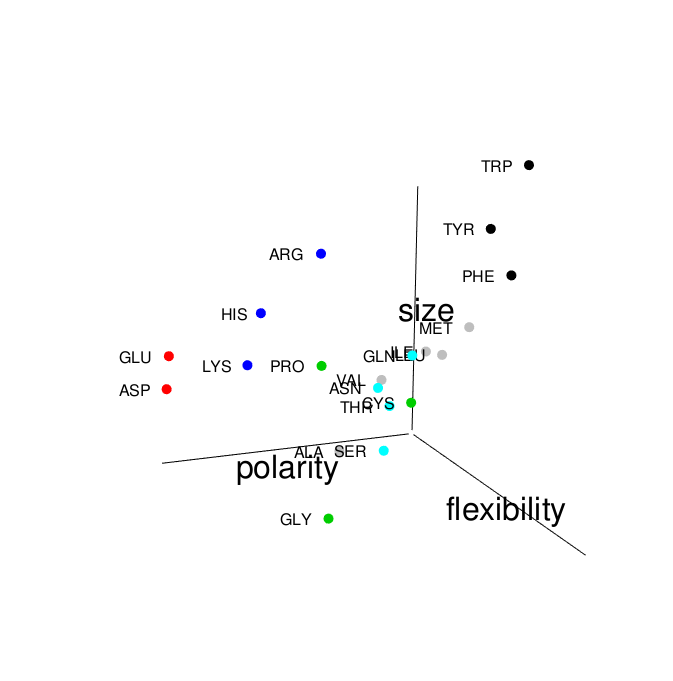 TRP
TYR
ARG
PHE
size
HIS
MET
GLU
GLN
ILE
LEU
LYS
PRO
VAL
ASP
ASN
THR
CYS
ALA
SER
polarity
flexibility
GLY